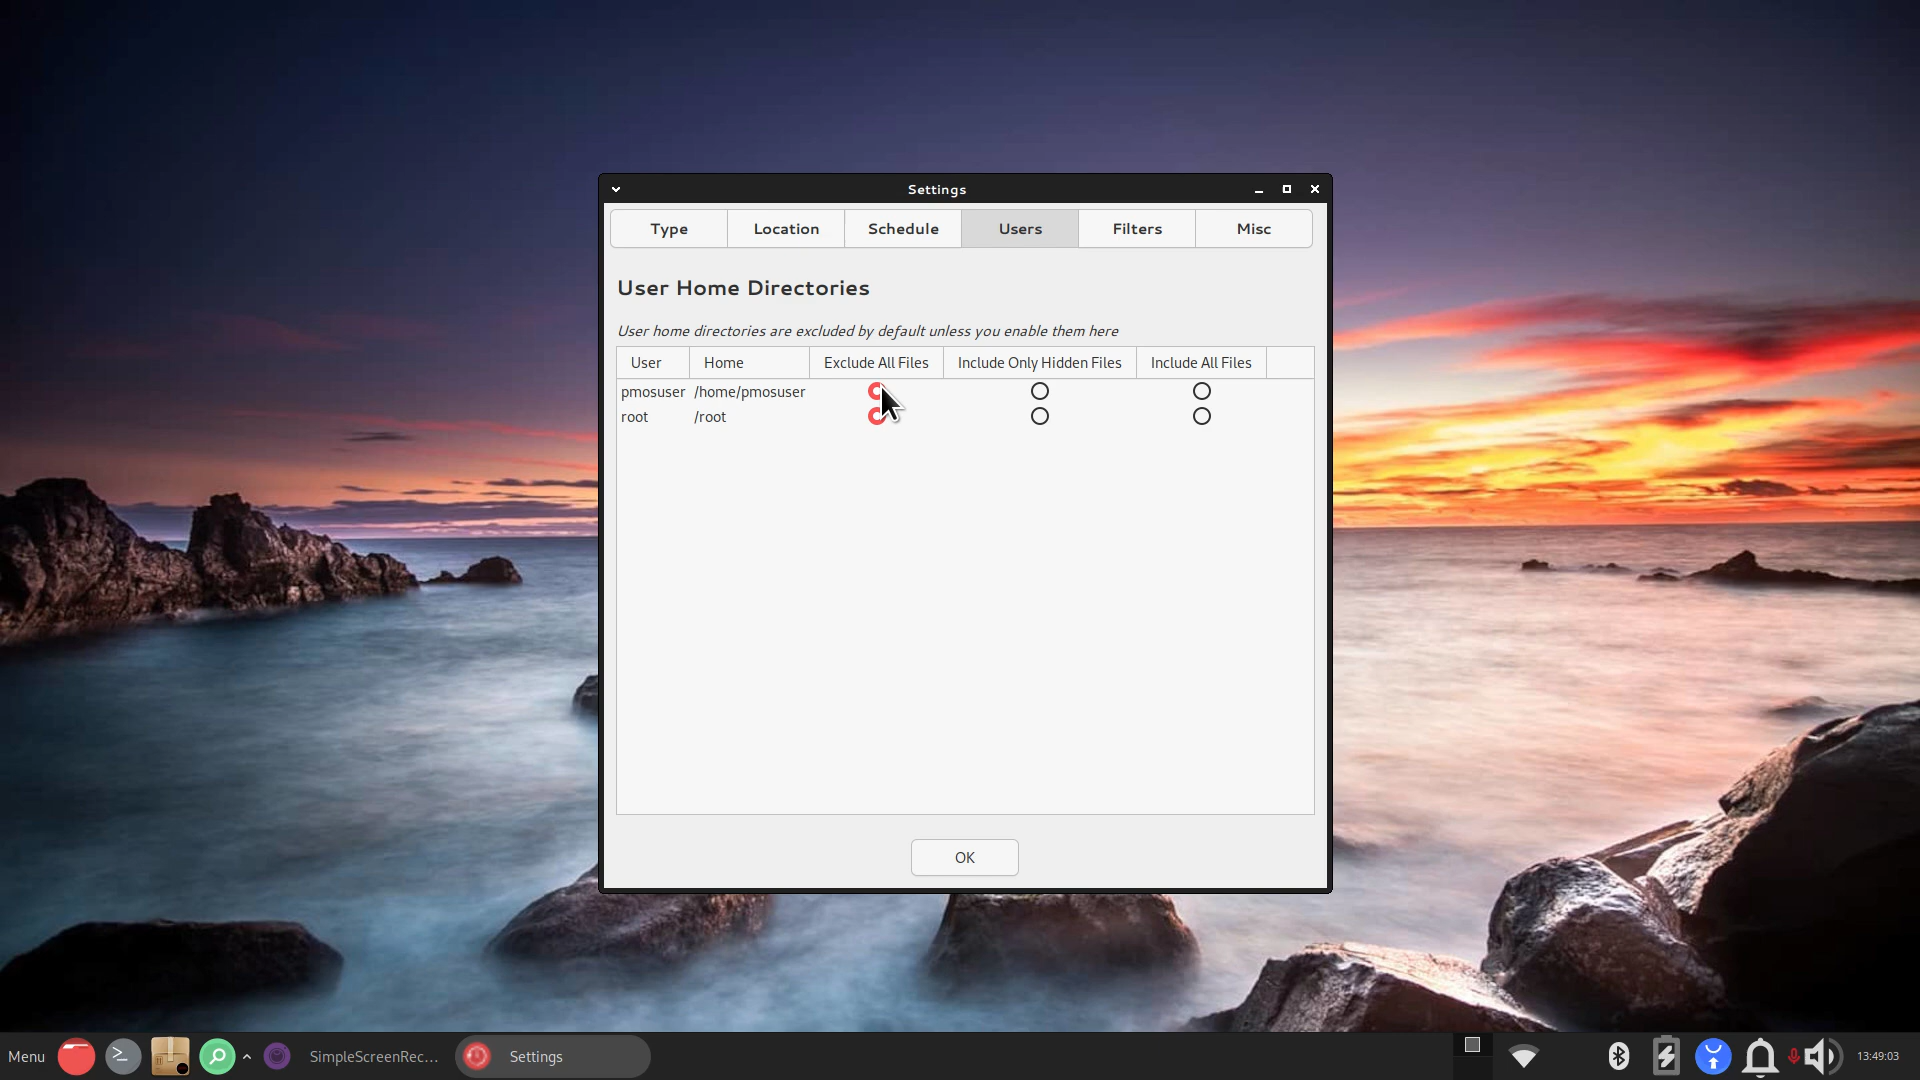 Settings
Type Location Schedule Users Filters Misc
User Home Directories
User home directories are excluded by default unless you enable them here
User Home Exclude All Files Include Only Hidden Files Include All Files
pmosuser /home/pmosuser
root /root
OK
Menu SimpleScreenRec... Settings 13:49:03